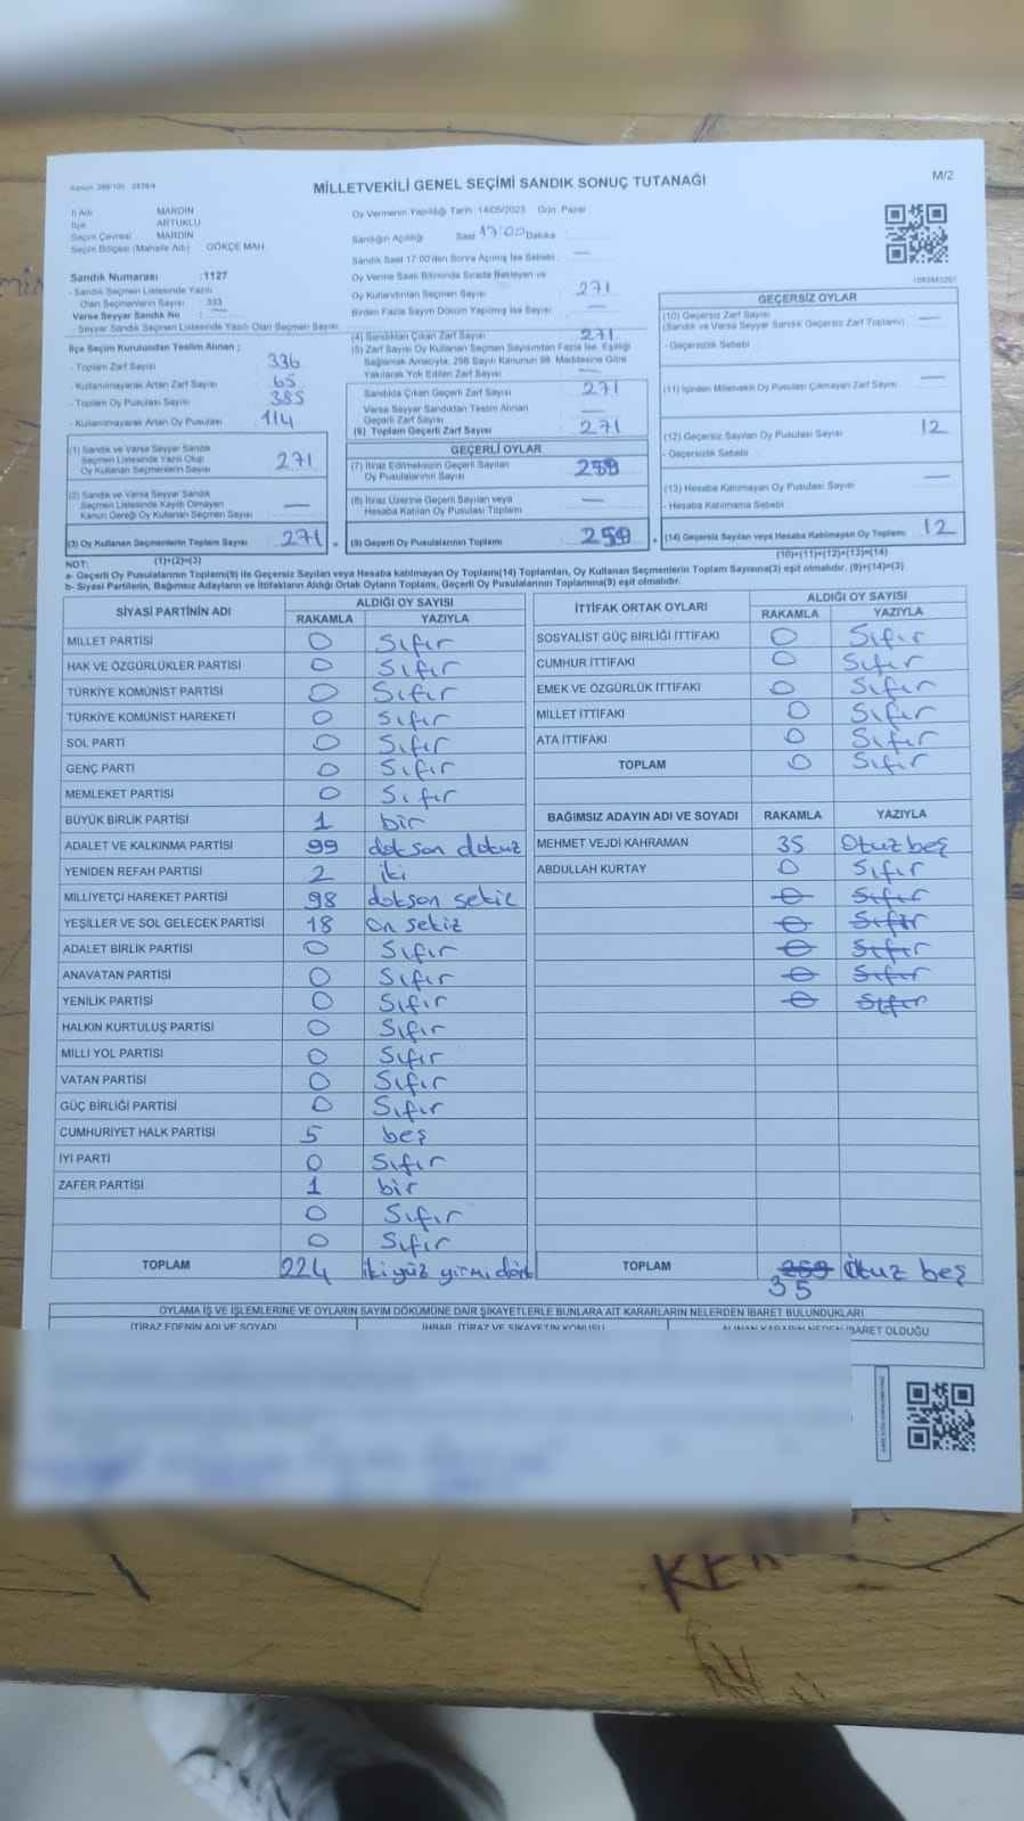 MİLLETVEKİLİ GENEL SEÇİMİ SANDIK SONUÇ TUTANAĞI
M/2
İl Adı MARDİN
İlçe ARTUKLU
Seçim Çevresi MARDİN
Seçim Bölgesi (Mahalle Adı) GÖKÇE MAH.
Sandık Numarası :1127
- Sandık Seçmen Listesinde Yazılı
Olan Seçmenlerin Sayısı 333
Varsa Seyyar Sandık No
- Seyyar Sandık Seçmen Listesinde Yazılı Olan Seçmen Sayısı
İlçe Seçim Kurulundan Teslim Alınan ;
- Toplam Zarf Sayısı 336
- Kullanılmayarak Artan Zarf Sayısı 65
- Toplam Oy Pusulası Sayısı 385
- Kullanılmayarak Artan Oy Pusulası 114
(1) Sandık ve Varsa Seyyar Sandık
Seçmen Listesinde Yazılı Olup
Oy Kullanan Seçmenlerin Sayısı 271
(2) Sandık ve Varsa Seyyar Sandık
Seçmen Listesinde Kayıtlı Olmayan
Kanun Gereği Oy Kullanan Seçmen Sayısı —
(3) Oy Kullanan Seçmenlerin Toplam Sayısı 271
(1)+(2)=(3)
Oy Vermenin Yapıldığı Tarih 14/05/2023 Gün Pazar
Sandığın Açılışı Saat 17:00 Dakika
Sandık Saat 17:00'den Sonra Açılmış İse Sebebi —
Oy Verme Saati Bitiminde Sırada Bekleyen ve
Oy Kullandırılan Seçmen Sayısı 271
Birden Fazla Sayım Döküm Yapılmış İse Sayısı —
(4) Sandıktan Çıkan Zarf Sayısı 271
(5) Zarf Sayısı Oy Kullanan Seçmen Sayısından Fazla İse, Eşitliği
Sağlamak Amacıyla, 298 Sayılı Kanunun 98. Maddesine Göre
Yakılarak Yok Edilen Zarf Sayısı —
Sandıkta Çıkan Geçerli Zarf Sayısı 271
Varsa Seyyar Sandıktan Teslim Alınan
Geçerli Zarf Sayısı —
(6) Toplam Geçerli Zarf Sayısı 271
GEÇERLİ OYLAR
(7) İtiraz Edilmeksizin Geçerli Sayılan
Oy Pusulalarının Sayısı 259
(8) İtiraz Üzerine Geçerli Sayılan veya
Hesaba Katılan Oy Pusulası Toplamı —
(9) Geçerli Oy Pusulalarının Toplamı 259
GEÇERSİZ OYLAR
(10) Geçersiz Zarf Sayısı —
(Sandık ve Varsa Seyyar Sandık Geçersiz Zarf Toplamı)
- Geçersizlik Sebebi
(11) İçinden Milletvekili Oy Pusulası Çıkmayan Zarf Sayısı —
(12) Geçersiz Sayılan Oy Pusulası Sayısı 12
- Geçersizlik Sebebi
(13) Hesaba Katılmayan Oy Pusulası Sayısı —
- Hesaba Katılmama Sebebi
(14) Geçersiz Sayılan veya Hesaba Katılmayan Oy Toplamı 12
(10)+(11)+(12)+(13)=(14)
NOT:
a- Geçerli Oy Pusulalarının Toplamı(9) ile Geçersiz Sayılan veya Hesaba katılmayan Oy Toplamı(14) Toplamları, Oy Kullanan Seçmenlerin Toplam Sayısına(3) eşit olmalıdır. (9)+(14)=(3)
b- Siyasi Partilerin, Bağımsız Adayların ve İttifakların Aldığı Ortak Oyların Toplamı, Geçerli Oy Pusulalarının Toplamına(9) eşit olmalıdır.
SİYASİ PARTİNİN ADI ALDIĞI OY SAYISI
RAKAMLA YAZIYLA
MİLLET PARTİSİ 0 Sıfır
HAK VE ÖZGÜRLÜKLER PARTİSİ 0 Sıfır
TÜRKİYE KOMÜNİST PARTİSİ 0 Sıfır
TÜRKİYE KOMÜNİST HAREKETİ 0 Sıfır
SOL PARTİ 0 Sıfır
GENÇ PARTİ 0 Sıfır
MEMLEKET PARTİSİ 0 Sıfır
BÜYÜK BİRLİK PARTİSİ 1 bir
ADALET VE KALKINMA PARTİSİ 99 doksan dokuz
YENİDEN REFAH PARTİSİ 2 iki
MİLLİYETÇİ HAREKET PARTİSİ 98 doksan sekiz
YEŞİLLER VE SOL GELECEK PARTİSİ 18 On sekiz
ADALET BİRLİK PARTİSİ 0 Sıfır
ANAVATAN PARTİSİ 0 Sıfır
YENİLİK PARTİSİ 0 Sıfır
HALKIN KURTULUŞ PARTİSİ 0 Sıfır
MİLLİ YOL PARTİSİ 0 Sıfır
VATAN PARTİSİ 0 Sıfır
GÜÇ BİRLİĞİ PARTİSİ 0 Sıfır
CUMHURİYET HALK PARTİSİ 5 beş
İYİ PARTİ 0 Sıfır
ZAFER PARTİSİ 1 bir
0 Sıfır
0 Sıfır
TOPLAM 224 iki yüz yirmi dört
İTTİFAK ORTAK OYLARI ALDIĞI OY SAYISI
RAKAMLA YAZIYLA
SOSYALİST GÜÇ BİRLİĞİ İTTİFAKI 0 Sıfır
CUMHUR İTTİFAKI 0 Sıfır
EMEK VE ÖZGÜRLÜK İTTİFAKI 0 Sıfır
MİLLET İTTİFAKI 0 Sıfır
ATA İTTİFAKI 0 Sıfır
TOPLAM 0 Sıfır
BAĞIMSIZ ADAYIN ADI VE SOYADI RAKAMLA YAZIYLA
MEHMET VEJDİ KAHRAMAN 35 Otuz beş
ABDULLAH KURTAY 0 Sıfır
0 Sıfır
0 Sıfır
0 Sıfır
0 Sıfır
0 Sıfır
TOPLAM 259 Otuz beş
35
OYLAMA İŞ VE İŞLEMLERİNE VE OYLARIN SAYIM DÖKÜMÜNE DAİR ŞİKAYETLERLE BUNLARA AİT KARARLARIN NELERDEN İBARET BULUNDUKLARI
İTİRAZ EDENİN ADI VE SOYADI İHBAR, İTİRAZ VE ŞİKAYETİN KONUSU ALINAN KARARIN NEDEN İBARET OLDUĞU